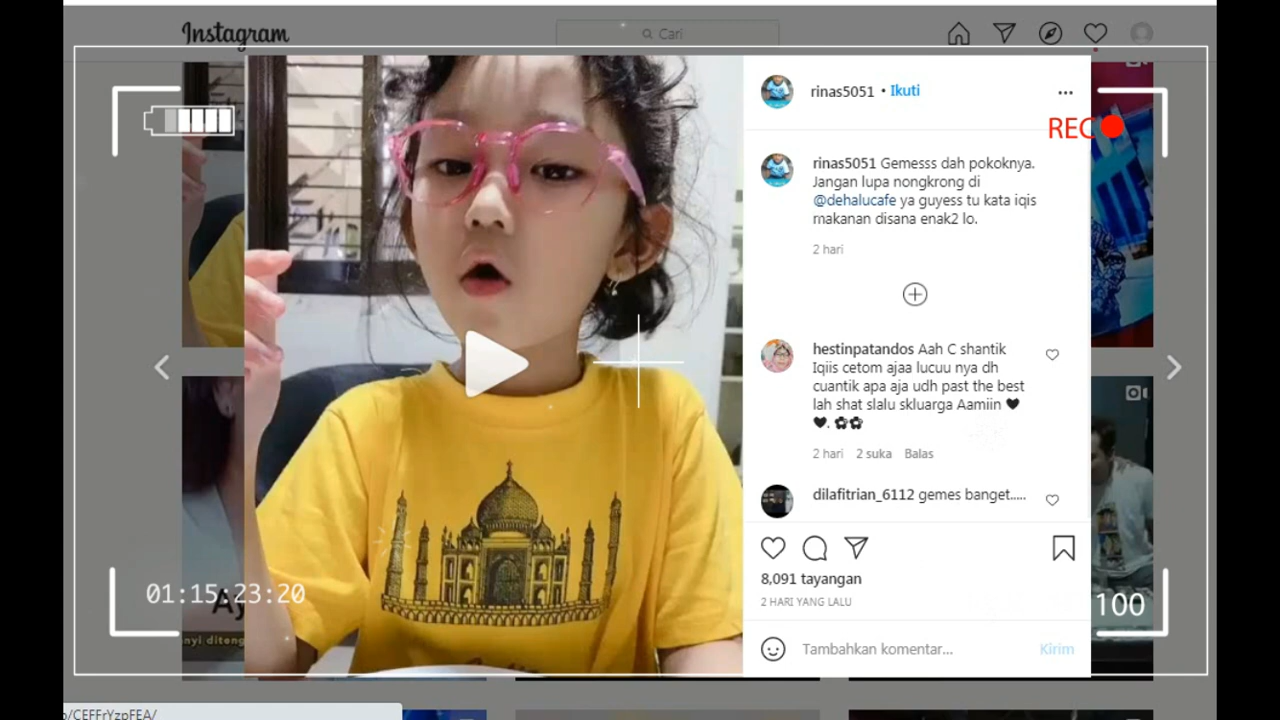 Instagram
Cari
rinas5051 • Ikuti
REC
rinas5051 Gemesss dah pokoknya.
Jangan lupa nongkrong di
@dehalucafe ya guyess tu kata iqis
makanan disana enak2 lo.
2 hari
hestinpatandos Aah C shantik
Iqiis cetom ajaa lucuu nya dh
cuantik apa aja udh past the best
lah shat slalu skluarga Aamiin 🖤
🖤. ✿✿
2 hari 2 suka Balas
dilafitrian_6112 gemes banget.....
8,091 tayangan
2 HARI YANG LALU
01:15:23:20
100
nyi diteng
Tambahkan komentar... Kirim
/CEFFrYzpFEA/